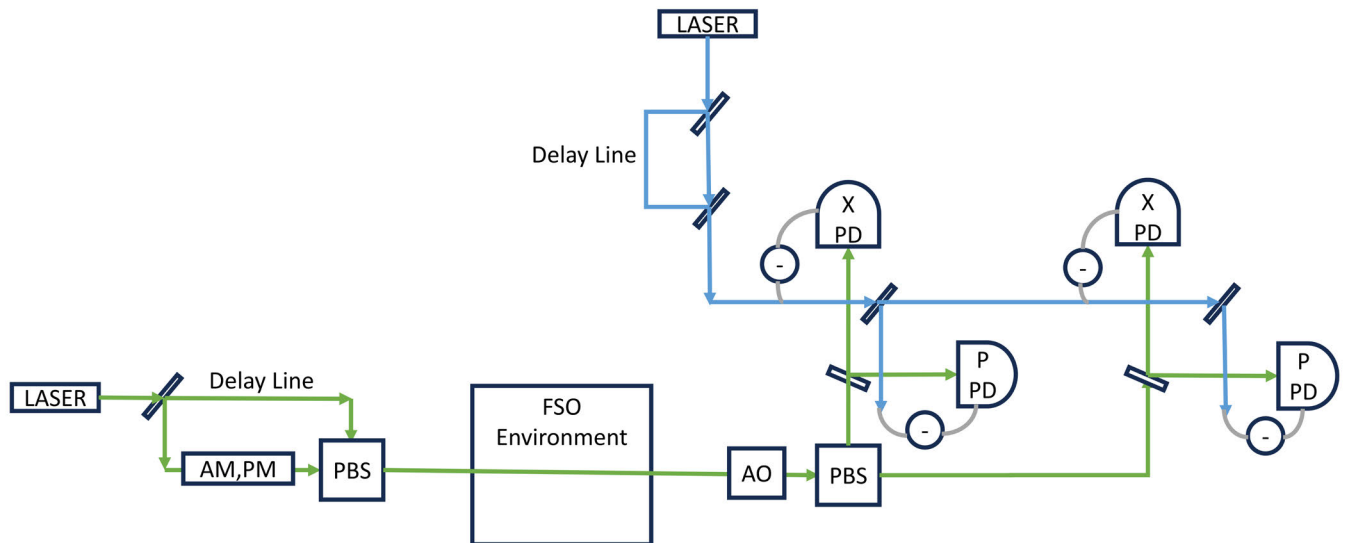 LASER
Delay Line
X
PD
-
X
PD
-
P
PD
-
P
PD
-
LASER
Delay Line
AM,PM
PBS
FSO
Environment
AO
PBS